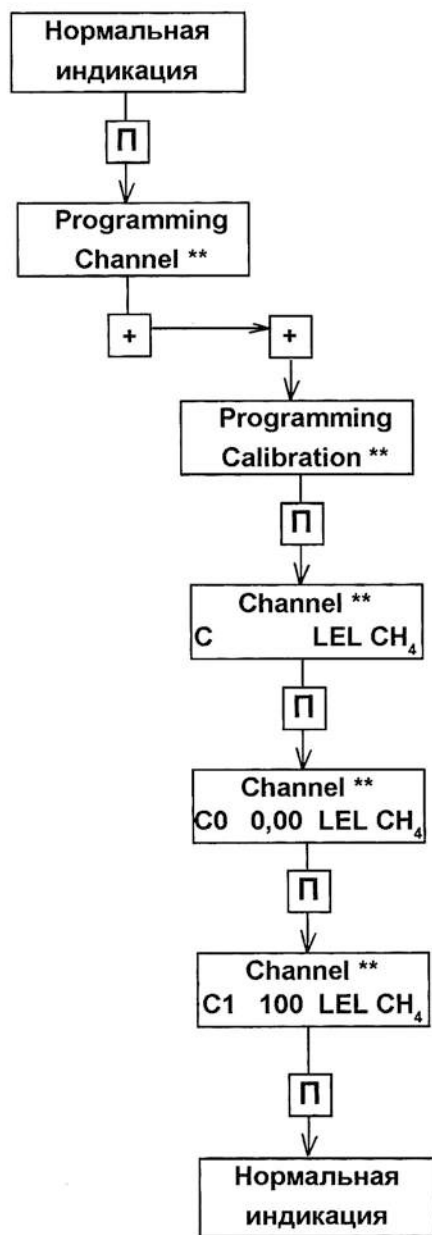 Нормальная
индикация
П
Programming
Channel **
+ +
Programming
Calibration **
П
Channel **
C LEL CH₄
П
Channel **
C0 0,00 LEL CH₄
П
Channel **
C1 100 LEL CH₄
П
Нормальная
индикация